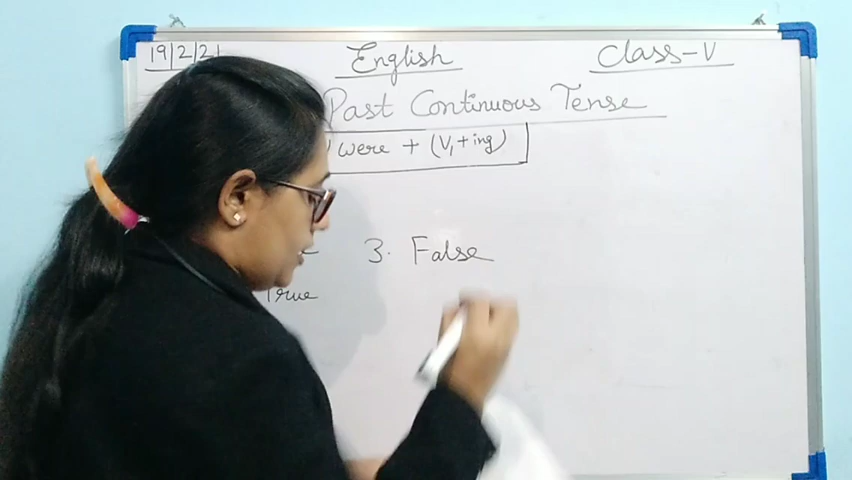 19/2/21 English Class-V
Past Continuous Tense
were + (V₁+ing)
3. False
True